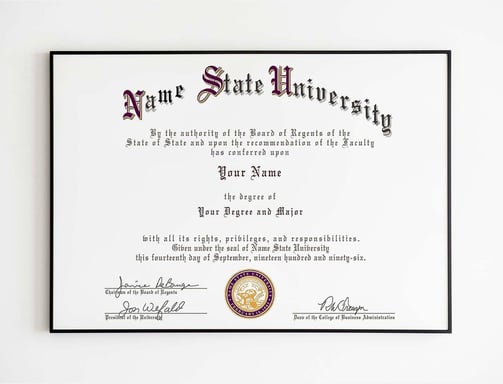 Name State University
By the authority of the Board of Regents of the
State of State and upon the recommendation of the Faculty
has conferred upon
Your Name
the degree of
Your Degree and Major
with all its rights, privileges, and responsibilities.
Given under the seal of Name State University
this fourteenth day of September, nineteen hundred and ninety-six.
Chairman of the Board of Regents
President of the University
Dean of the College of Business Administration